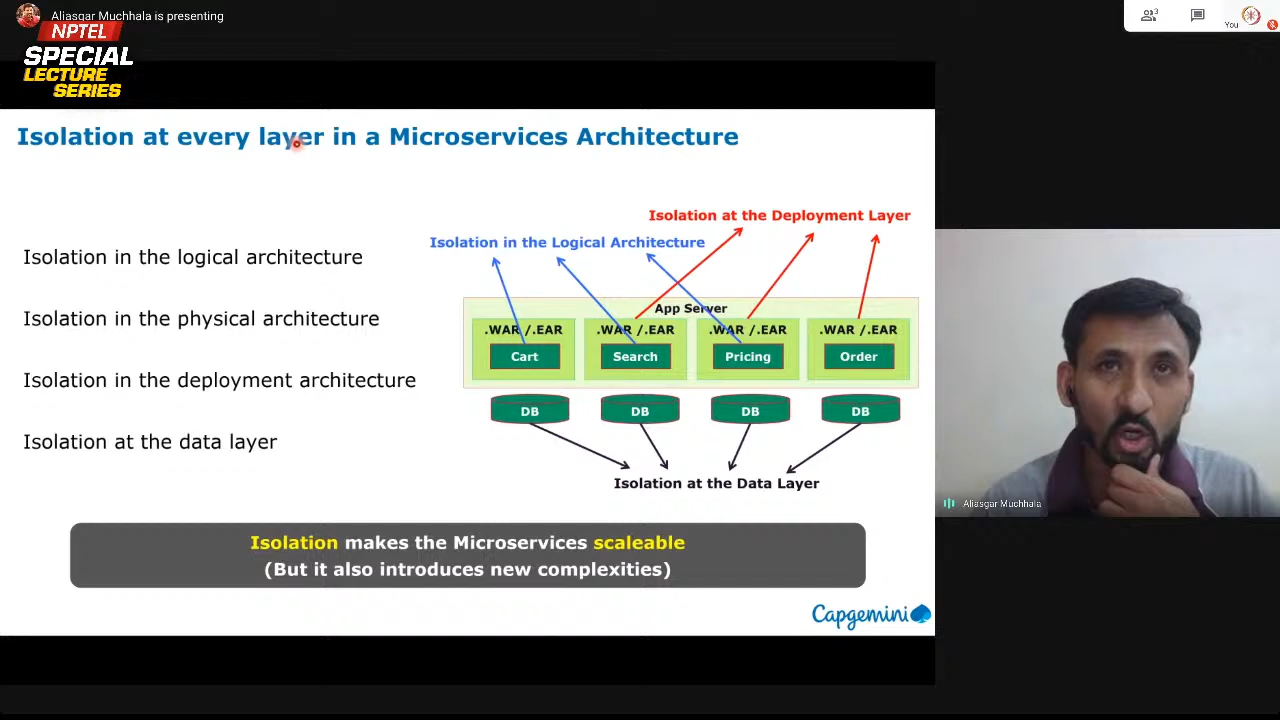 Aliasgar Muchhala is presenting
3
You
NPTEL
SPECIAL
LECTURE
SERIES
Isolation at every layer in a Microservices Architecture
Isolation in the logical architecture
Isolation in the physical architecture
Isolation in the deployment architecture
Isolation at the data layer
Isolation at the Deployment Layer
Isolation in the Logical Architecture
App Server
.WAR /.EAR .WAR /.EAR .WAR /.EAR .WAR /.EAR
Cart Search Pricing Order
DB DB DB DB
Isolation at the Data Layer
Isolation makes the Microservices scaleable
(But it also introduces new complexities)
Capgemini
Aliasgar Muchhala